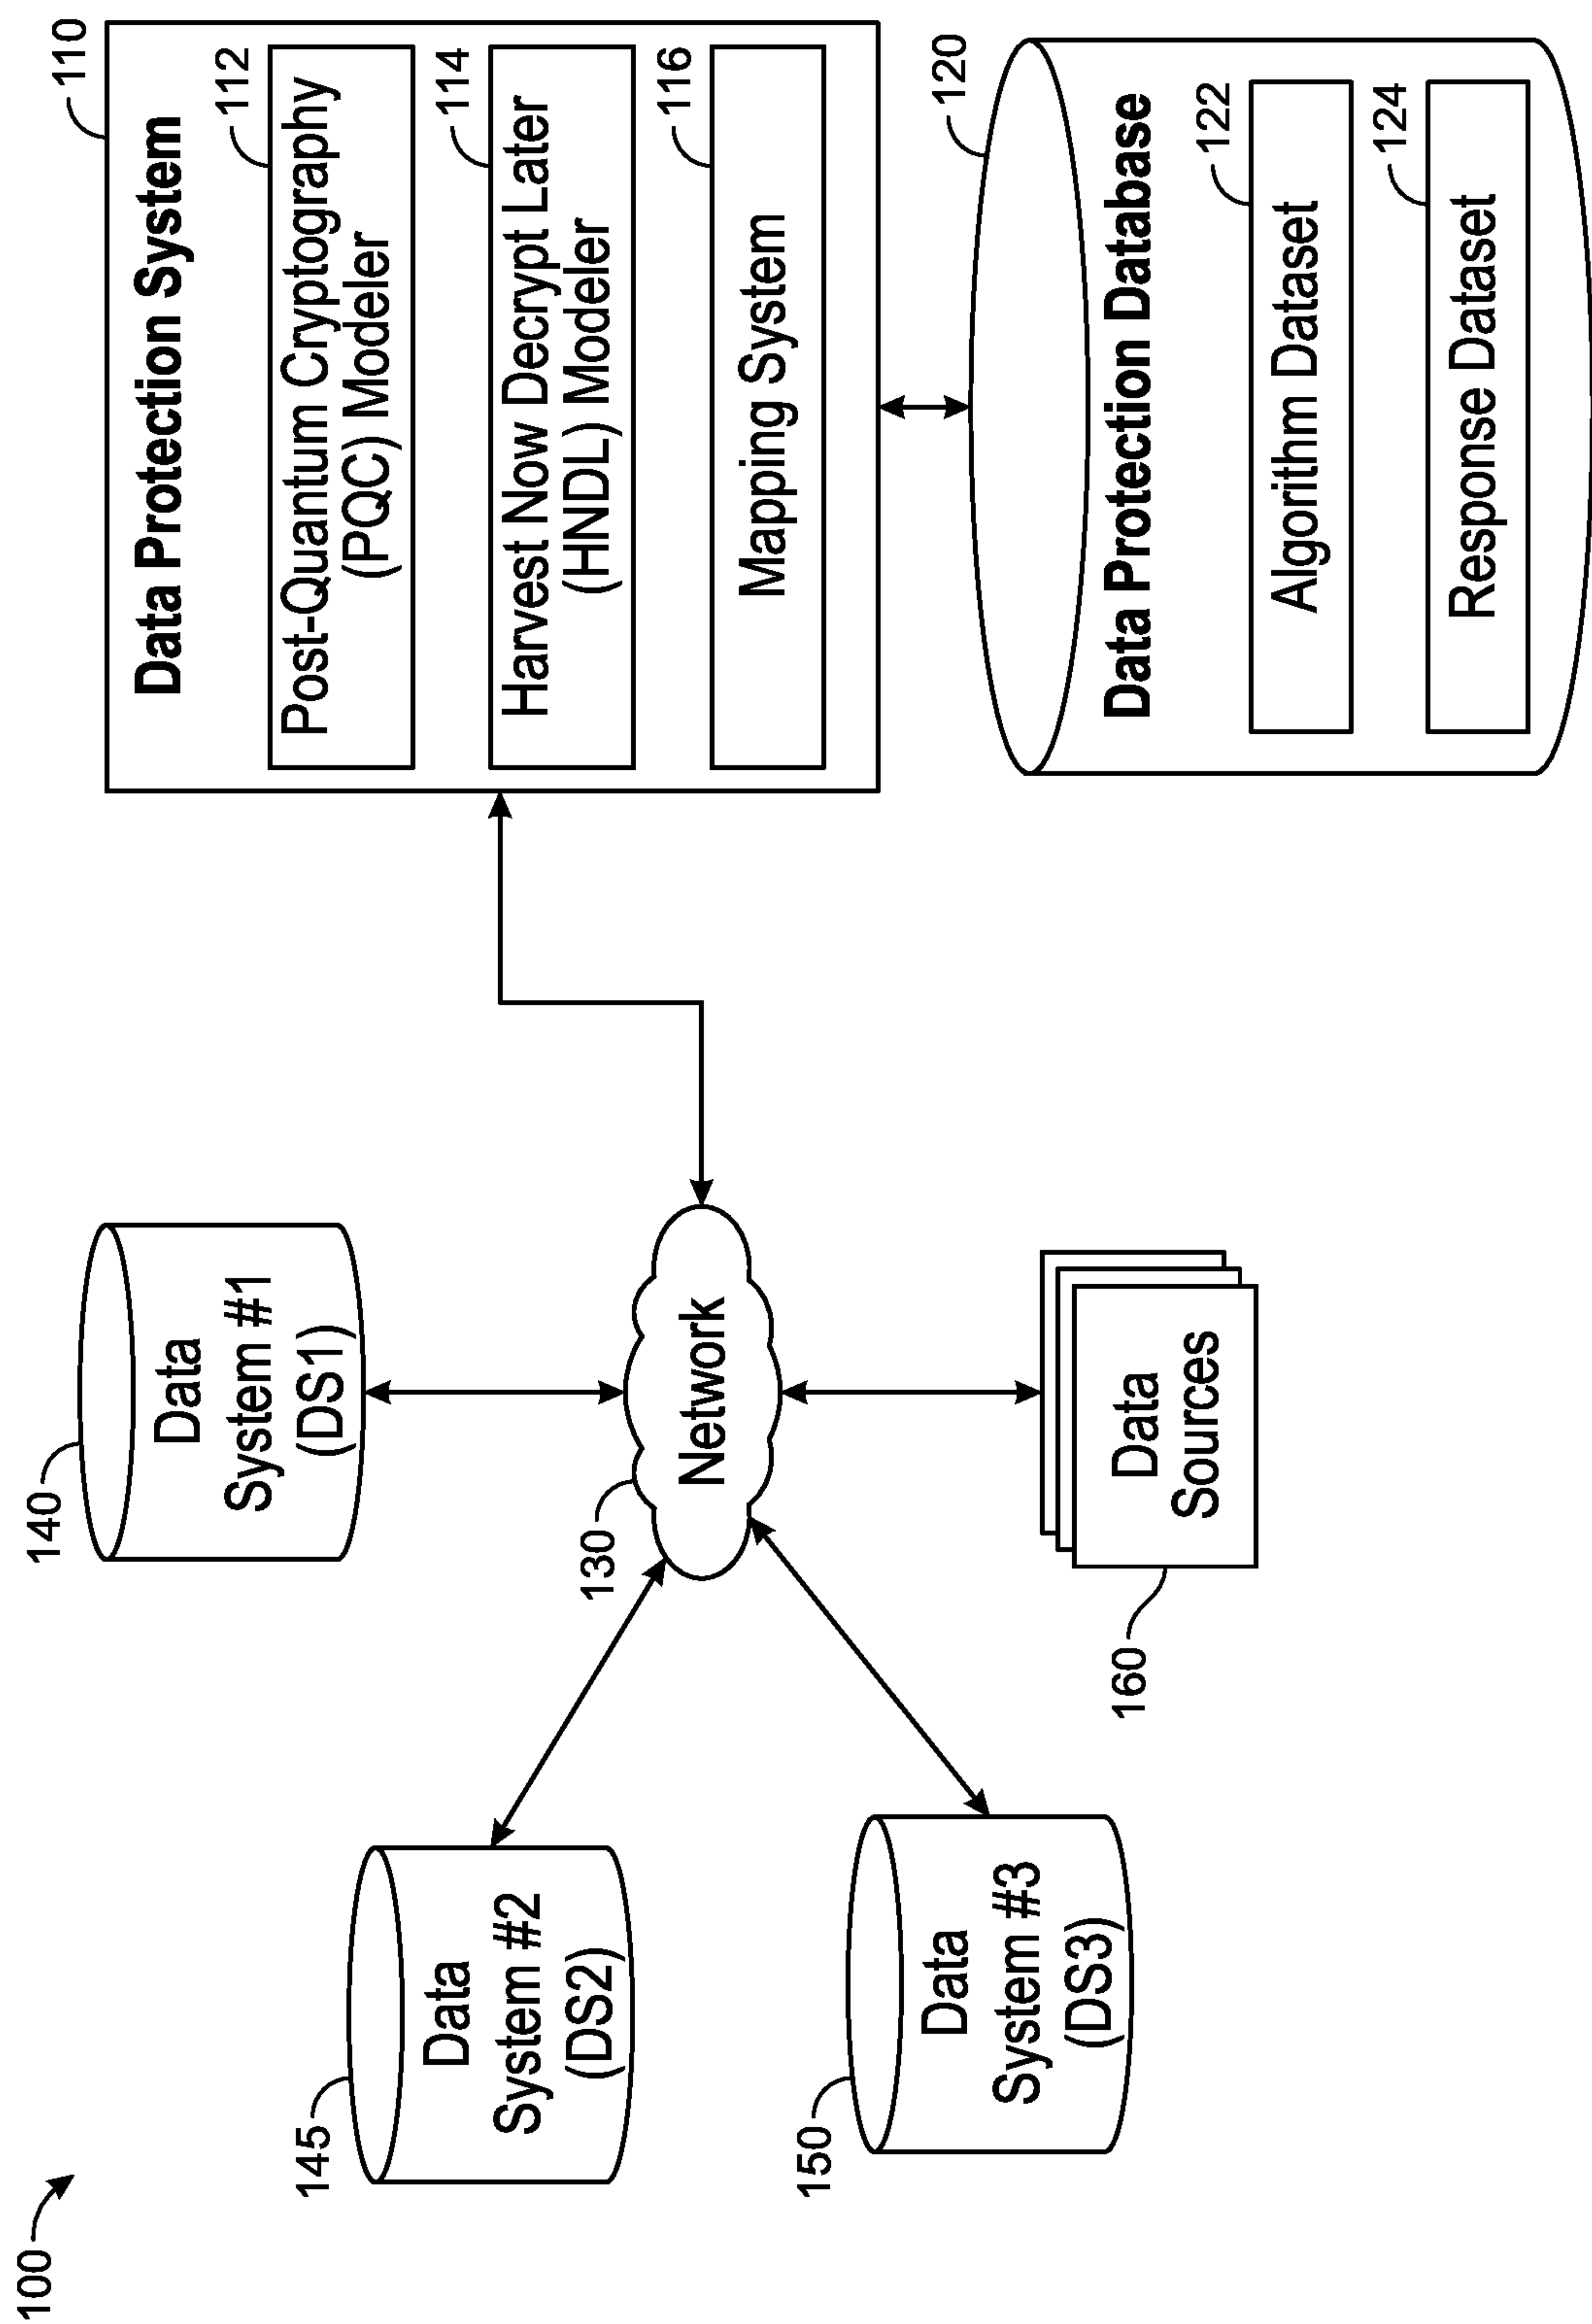 100
140
Data
System #1
(DS1)
145
Data
System #2
(DS2)
130
Network
150
Data
System #3
(DS3)
160
Data
Sources
110
Data Protection System
112
Post-Quantum Cryptography
(PQC) Modeler
114
Harvest Now Decrypt Later
(HNDL) Modeler
116
Mapping System
120
Data Protection Database
122
Algorithm Dataset
124
Response Dataset